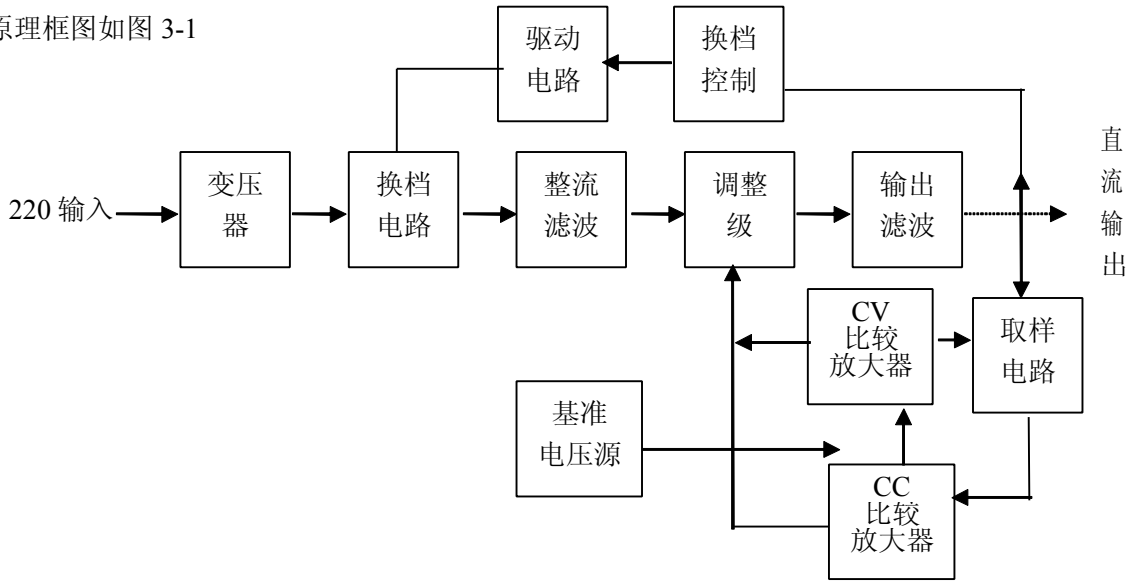 原理框图如图 3-1
驱动
电路
换档
控制
220 输入
变压
器
换档
电路
整流
滤波
调整
级
输出
滤波
直
流
输
出
CV
比较
放大器
取样
电路
基准
电压源
CC
比较
放大器